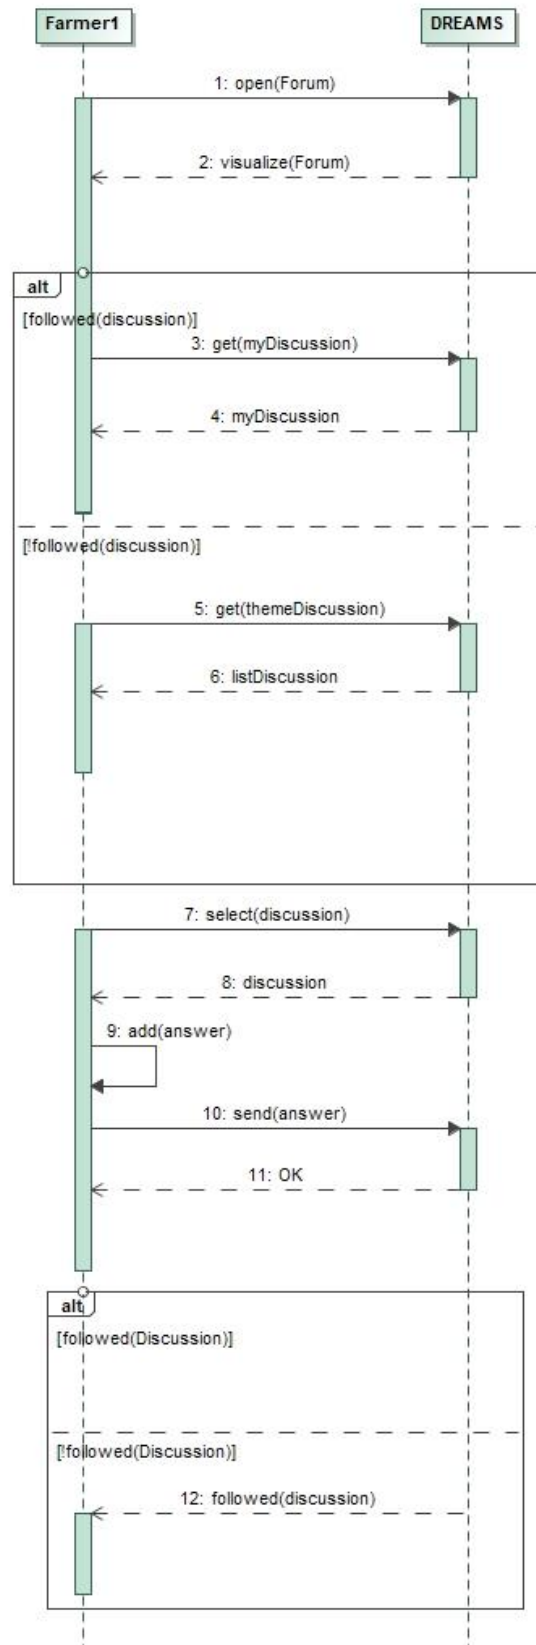 Farmer1
DREAMS
1: open(Forum)
2: visualize(Forum)
alt
[followed(discussion)]
3: get(myDiscussion)
4: myDiscussion
[!followed(discussion)]
5: get(themeDiscussion)
6: listDiscussion
7: select(discussion)
8: discussion
9: add(answer)
10: send(answer)
11: OK
alt
[followed(Discussion)]
[!followed(Discussion)]
12: followed(discussion)